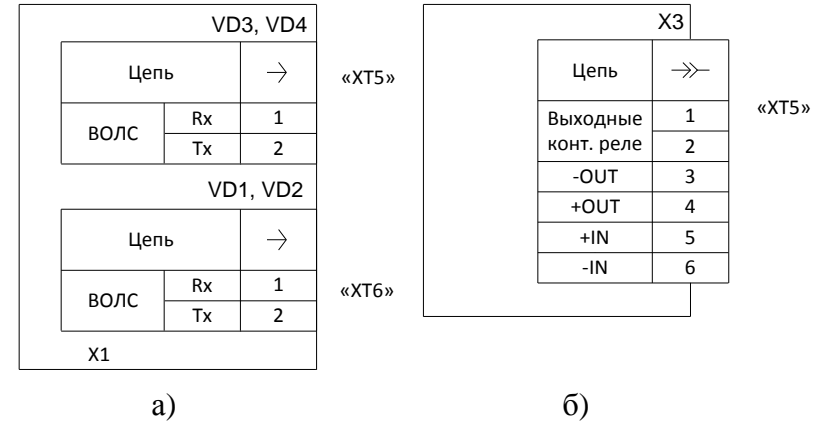 VD3, VD4
Цепь
«XT5»
ВОЛС
Rx
1
Tx
2
VD1, VD2
Цепь
ВОЛС
Rx
1
Tx
2
«XT6»
X1
а)
X3
Цепь
Выходные
конт. реле
1
2
-OUT
3
+OUT
4
+IN
5
-IN
6
«XT5»
б)